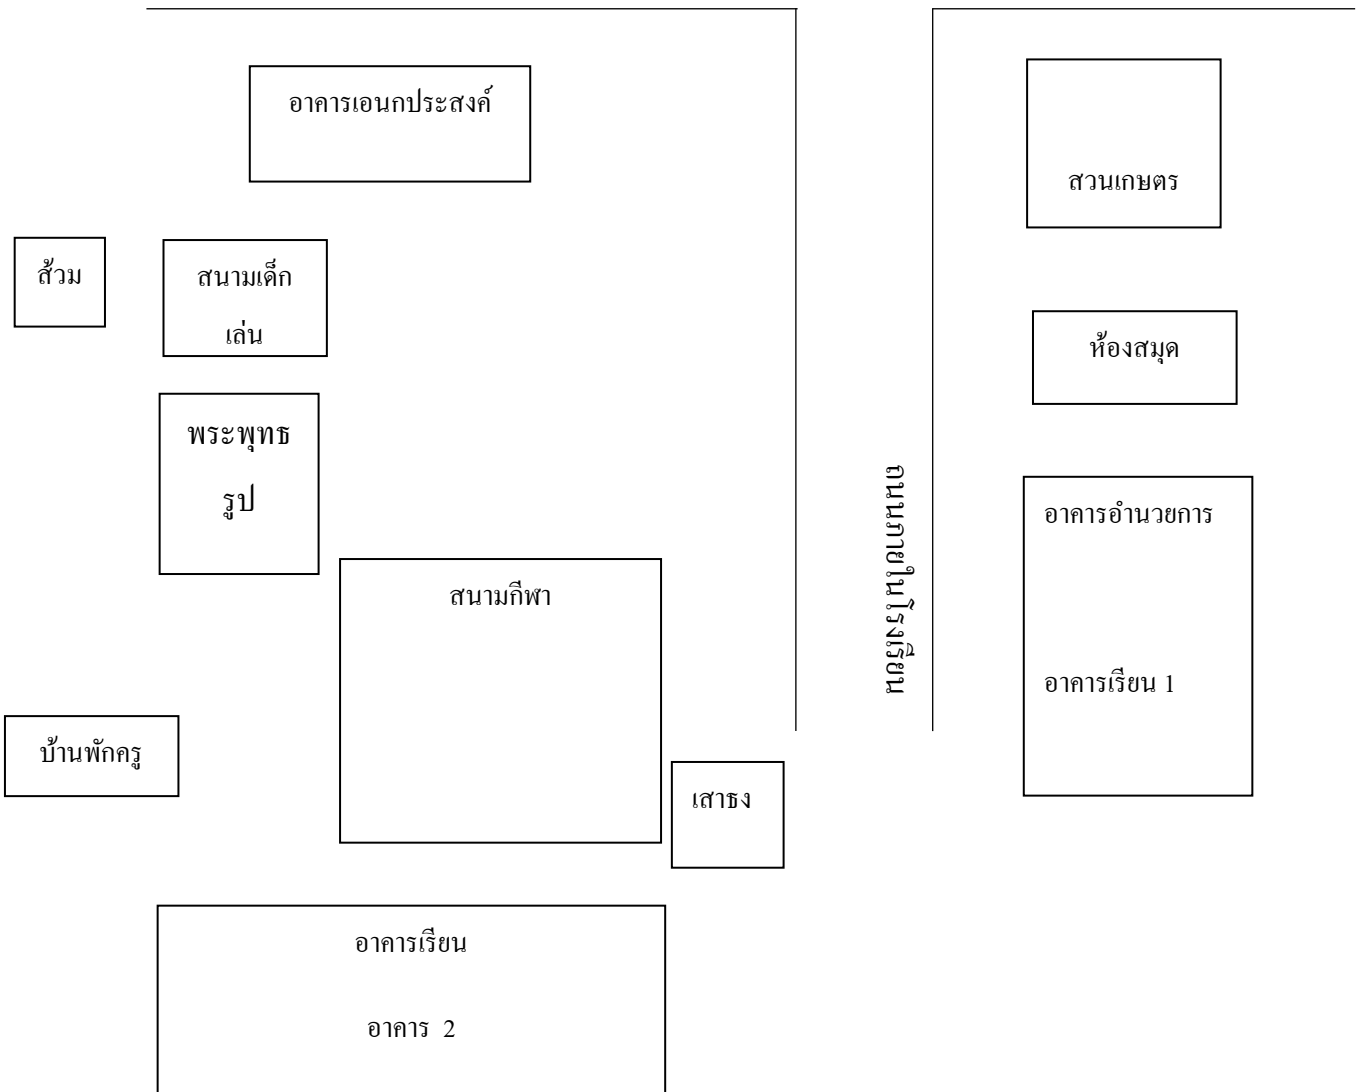 อาคารเอนกประสงค์
สวนเกษตร
ส้วม
สนามเด็ก
เล่น
ห้องสมุด
พระพุทธ
รูป
ถนนภายในโรงเรียน
อาคารอำนวยการ
สนามกีฬา
อาคารเรียน 1
บ้านพักครู
เสาธง
อาคารเรียน
อาคาร 2